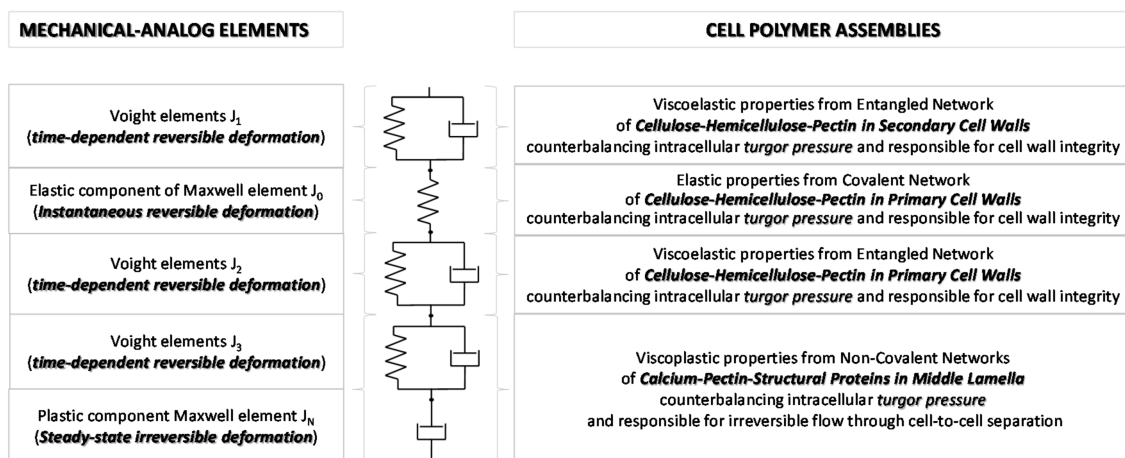 MECHANICAL-ANALOG ELEMENTS
CELL POLYMER ASSEMBLIES
Voight elements J1
(time-dependent reversible deformation)
Viscoelastic properties from Entangled Network
of Cellulose-Hemicellulose-Pectin in Secondary Cell Walls
counterbalancing intracellular turgor pressure and responsible for cell wall integrity
Elastic component of Maxwell element J0
(Instantaneous reversible deformation)
Elastic properties from Covalent Network
of Cellulose-Hemicellulose-Pectin in Primary Cell Walls
counterbalancing intracellular turgor pressure and responsible for cell wall integrity
Voight elements J2
(time-dependent reversible deformation)
Viscoelastic properties from Entangled Network
of Cellulose-Hemicellulose-Pectin in Primary Cell Walls
counterbalancing intracellular turgor pressure and responsible for cell wall integrity
Voight elements J3
(time-dependent reversible deformation)
Plastic component Maxwell element JN
(Steady-state irreversible deformation)
Viscoplastic properties from Non-Covalent Networks
of Calcium-Pectin-Structural Proteins in Middle Lamella
counterbalancing intracellular turgor pressure
and responsible for irreversible flow through cell-to-cell separation